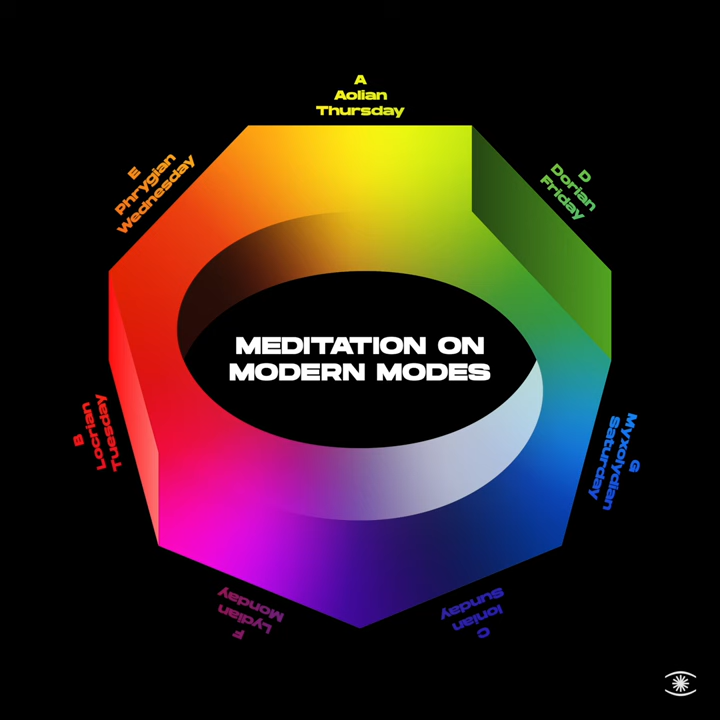 A
Aolian
Thursday
D
Dorian
Friday
E
Phrygian
Wednesday
MEDITATION ON
MODERN MODES
B
Locrian
Tuesday
G
Myxolydian
Saturday
F
Lydian
Monday
C
Ionian
Sunday